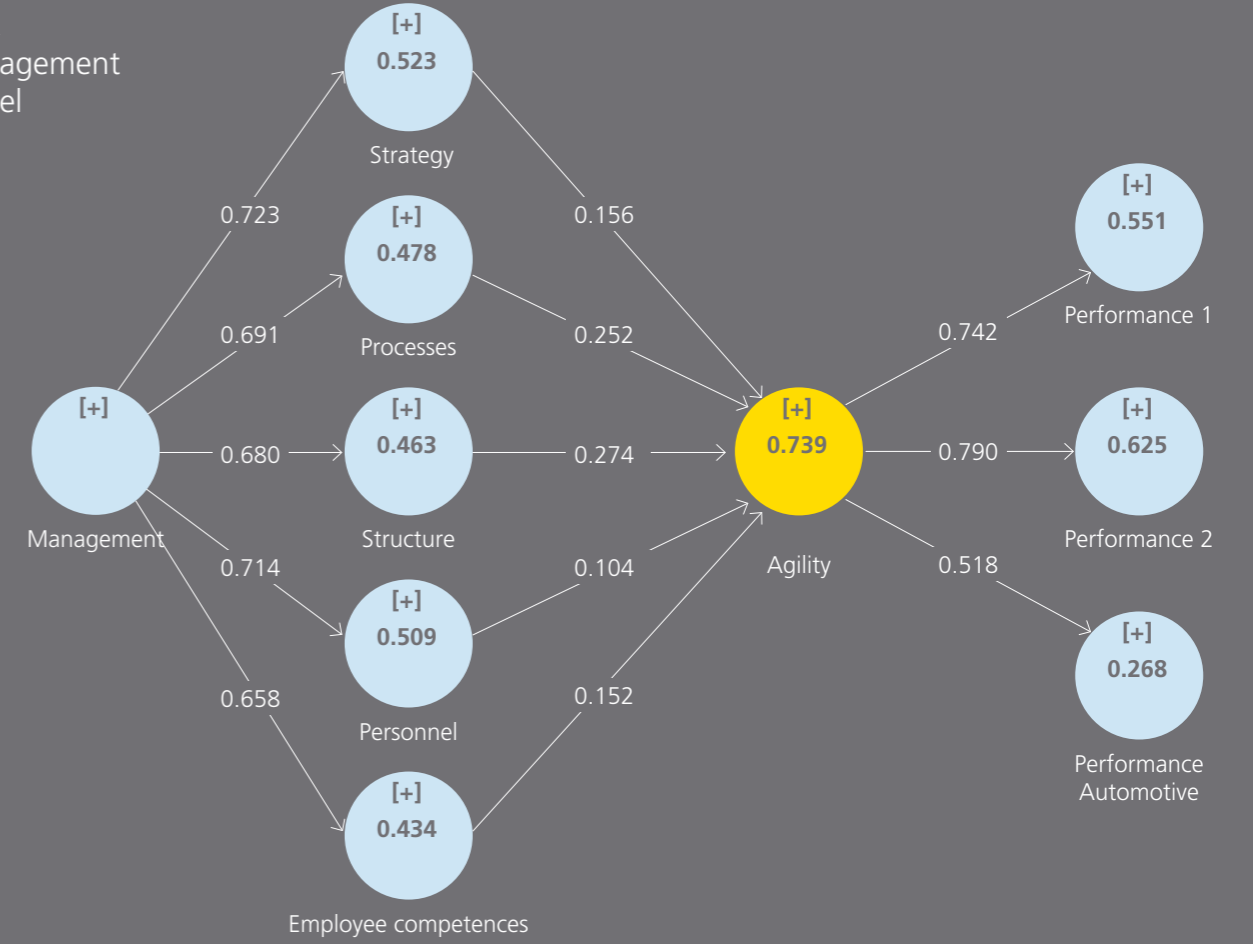 agement
el
[+]
0.523
Strategy
0.723
0.156
[+]
0.478
Processes
0.691
0.252
[+]
Management
0.680
[+]
0.463
Structure
0.274
0.714
[+]
0.509
Personnel
0.104
0.658
[+]
0.434
Employee competences
0.152
[+]
0.739
Agility
0.742
[+]
0.551
Performance 1
0.790
[+]
0.625
Performance 2
0.518
[+]
0.268
Performance
Automotive